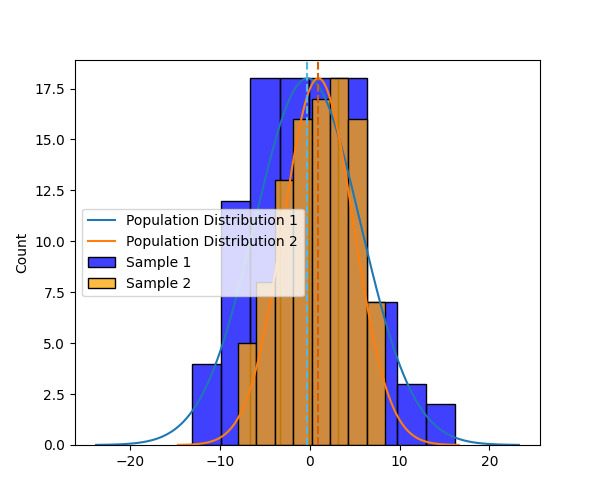 17.5
15.0
12.5
10.0
7.5
5.0
2.5
0.0
Count
Population Distribution 1
Population Distribution 2
Sample 1
Sample 2
−20
−10
0
10
20